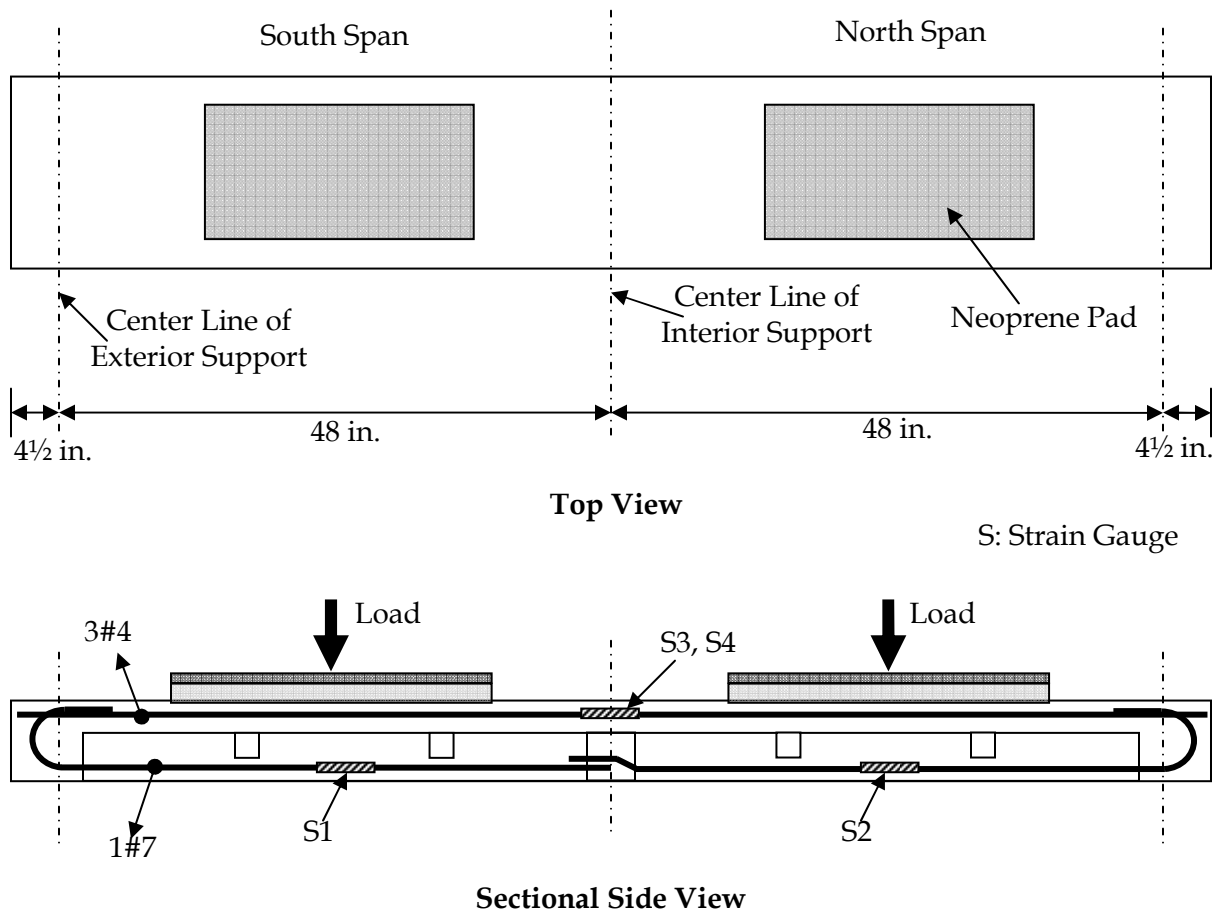 South Span
North Span
Center Line of
Exterior Support
Center Line of
Interior Support
Neoprene Pad
4½ in.
48 in.
48 in.
4½ in.
Top View
S: Strain Gauge
3#4
Load
S3, S4
Load
1#7
S1
S2
Sectional Side View